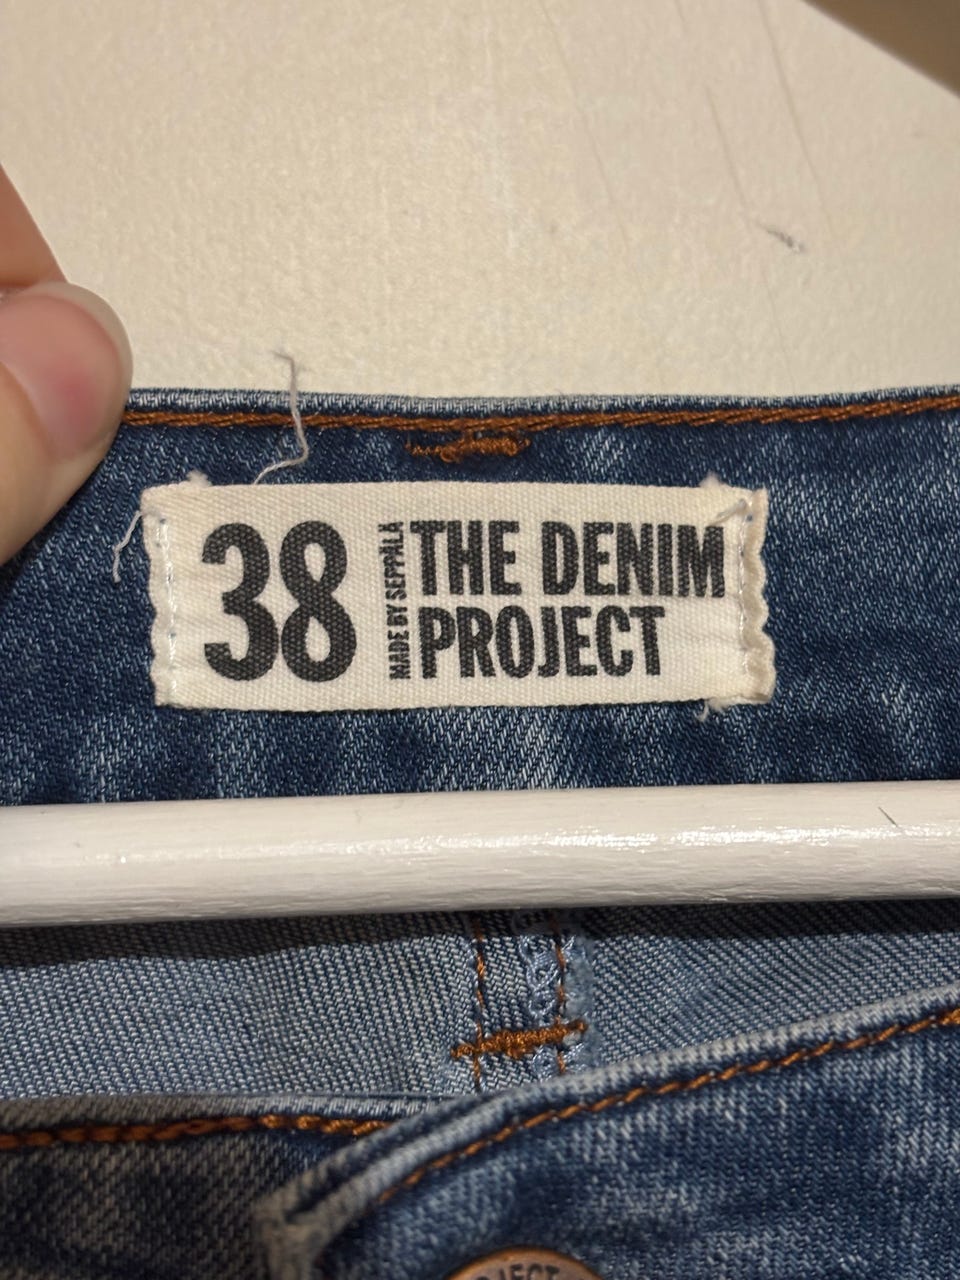 38
MADE BY SEPPÄLÄ
THE DENIM
PROJECT